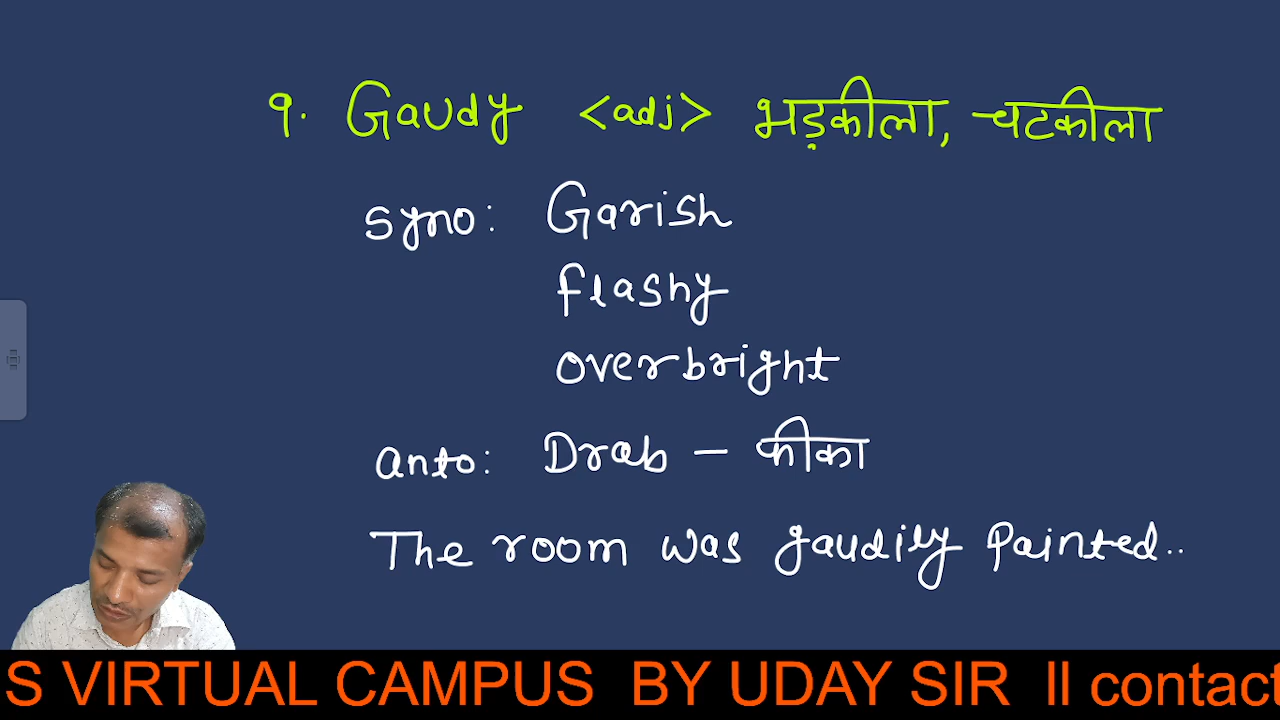 9. Gaudy <adj> भड़कीला, चटकीला
Syno: Garish
flashy
overbright
Anto: Drab – फीका
The room was gaudily painted..
S VIRTUAL CAMPUS BY UDAY SIR ll contact